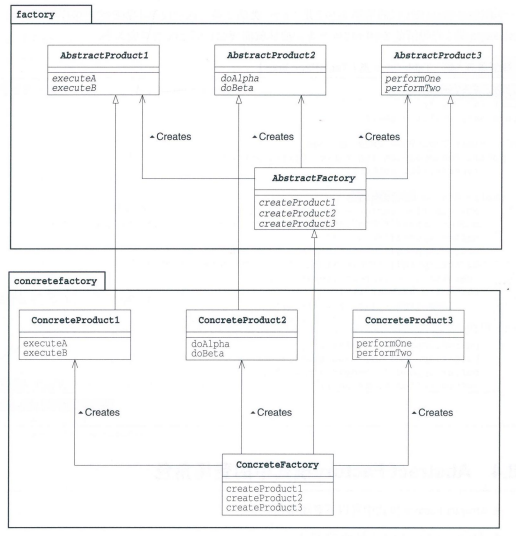 factory
AbstractProduct1
executeA
executeB
AbstractProduct2
doAlpha
doBeta
AbstractProduct3
performOne
performTwo
Creates
Creates
Creates
AbstractFactory
createProduct1
createProduct2
createProduct3
concretefactory
ConcreteProduct1
executeA
executeB
ConcreteProduct2
doAlpha
doBeta
ConcreteProduct3
performOne
performTwo
Creates
Creates
Creates
ConcreteFactory
createProduct1
createProduct2
createProduct3